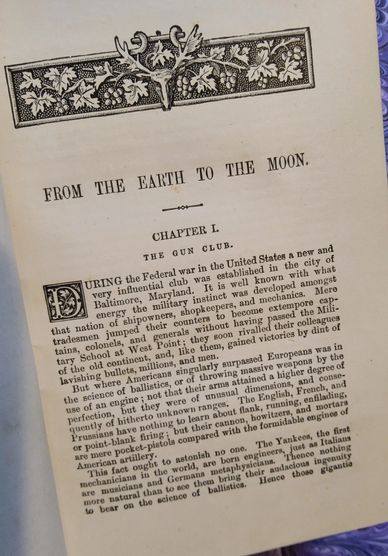 FROM THE EARTH TO THE MOON.
CHAPTER I.
THE GUN CLUB.
DURING the Federal war in the United States a new and
very influential club was established in the city of
Baltimore, Maryland. It is well known with what
energy the military instinct was developed amongst
that nation of shipowners, shopkeepers, and mechanics. Mere
tradesmen jumped their counters to become extempore cap-
tains, colonels, and generals without having passed the Mili-
tary School at West Point; they soon rivalled their colleagues
of the old continent, and, like them, gained victories by dint of
lavishing bullets, millions, and men.
But where Americans singularly surpassed Europeans was in
the science of ballistics, or of throwing massive weapons by the
use of an engine; not that their arms attained a higher degree of
perfection, but they were of unusual dimensions, and conse-
quently of hitherto unknown ranges. The English, French, and
Prussians have nothing to learn about flank, running, enfilading,
or point-blank firing; but their cannon, howitzers, and mortars
are mere pocket-pistols compared with the formidable engines of
American artillery.
This fact ought to astonish no one. The Yankees, the first
mechanicians in the world, are born engineers, just as Italians
are musicians and Germans metaphysicians. Thence nothing
more natural than to see them bring their audacious ingenuity
to bear on the science of ballistics. Hence those gigantic